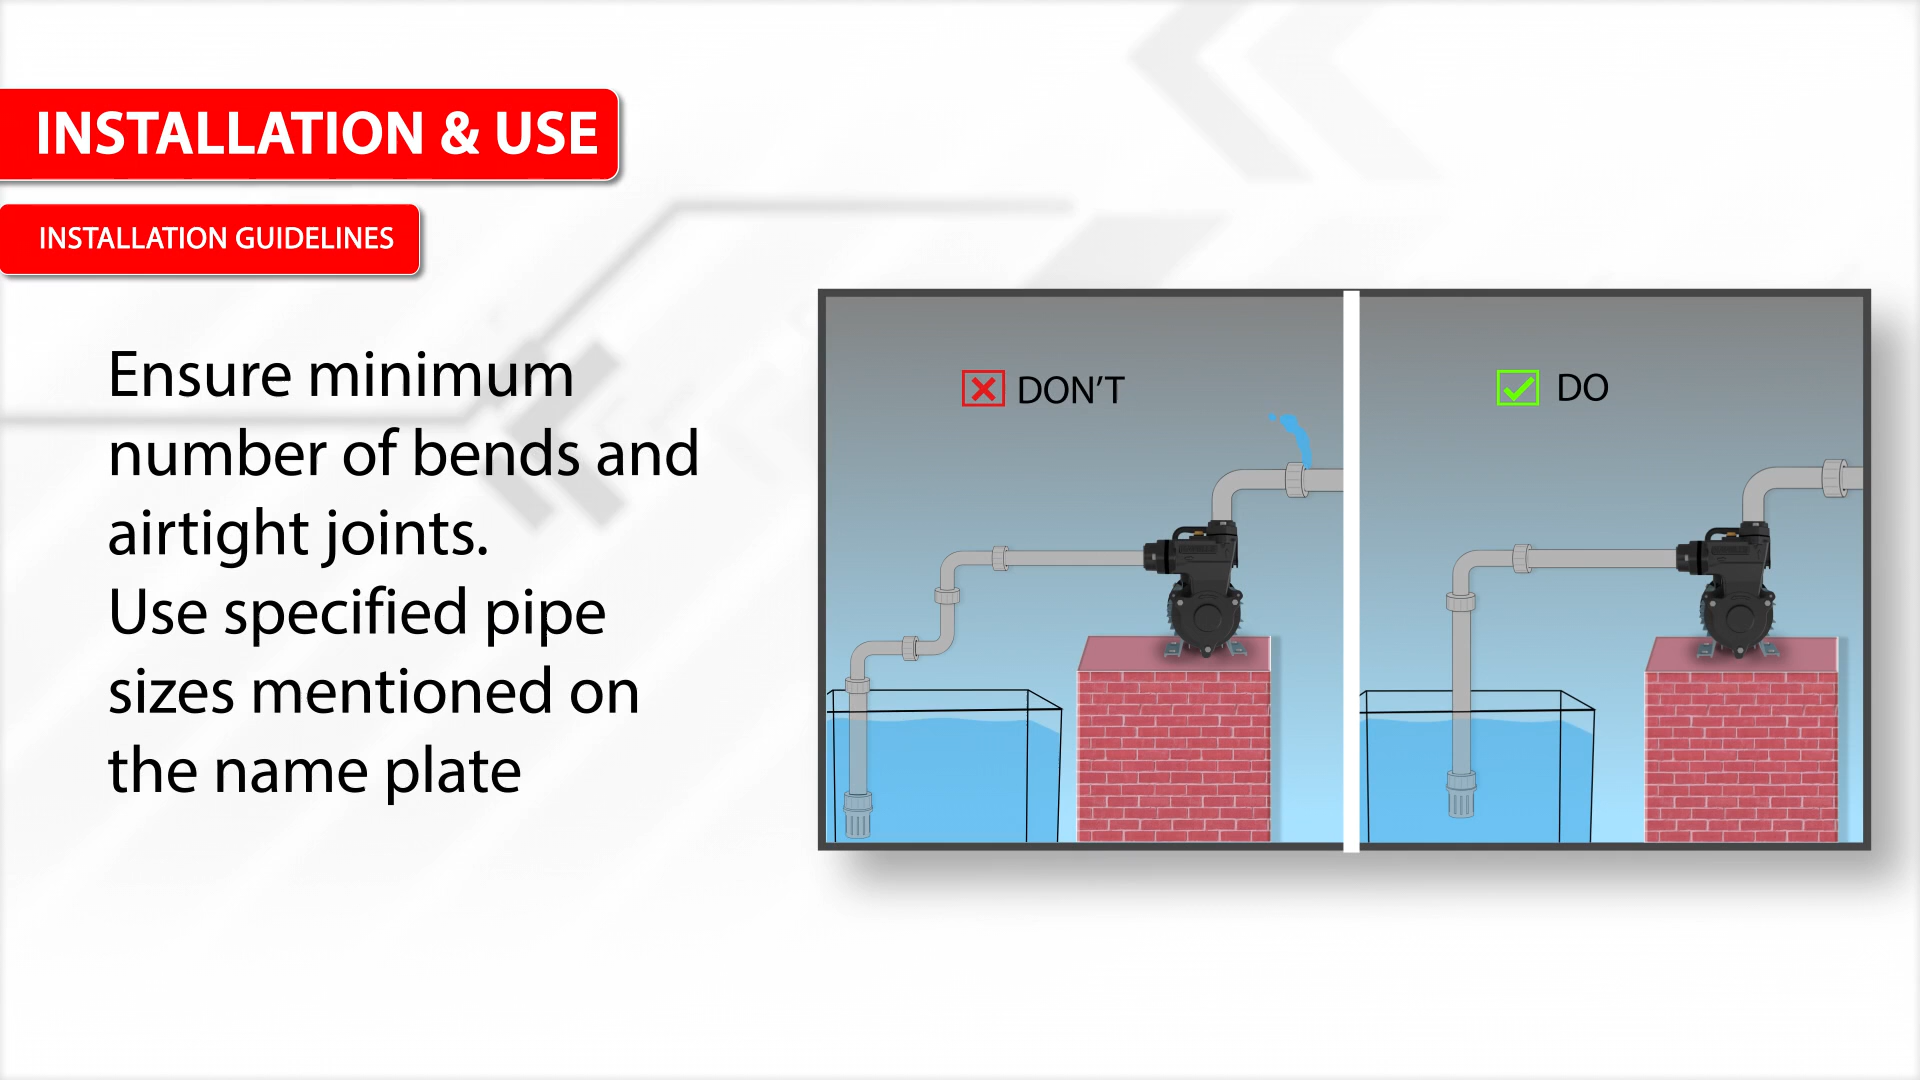 INSTALLATION & USE
INSTALLATION GUIDELINES
Ensure minimum
number of bends and
airtight joints.
Use specified pipe
sizes mentioned on
the name plate
DON'T
DO